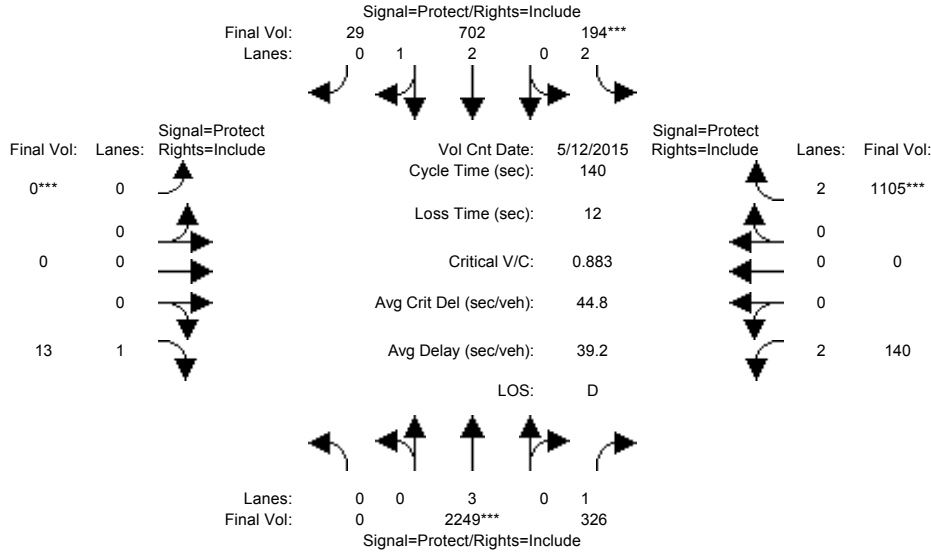 Signal=Protect/Rights=Include
Final Vol: 29 702 194***
Lanes: 0 1 2 0 2
Signal=Protect Signal=Protect
Final Vol: Lanes: Rights=Include Vol Cnt Date: 5/12/2015 Rights=Include Lanes: Final Vol:
Cycle Time (sec): 140
0*** 0 2 1105***
Loss Time (sec): 12
0 0
0 0 Critical V/C: 0.883 0 0
0 Avg Crit Del (sec/veh): 44.8 0
13 1 Avg Delay (sec/veh): 39.2 2 140
LOS: D
Lanes: 0 0 3 0 1
Final Vol: 0 2249*** 326
Signal=Protect/Rights=Include